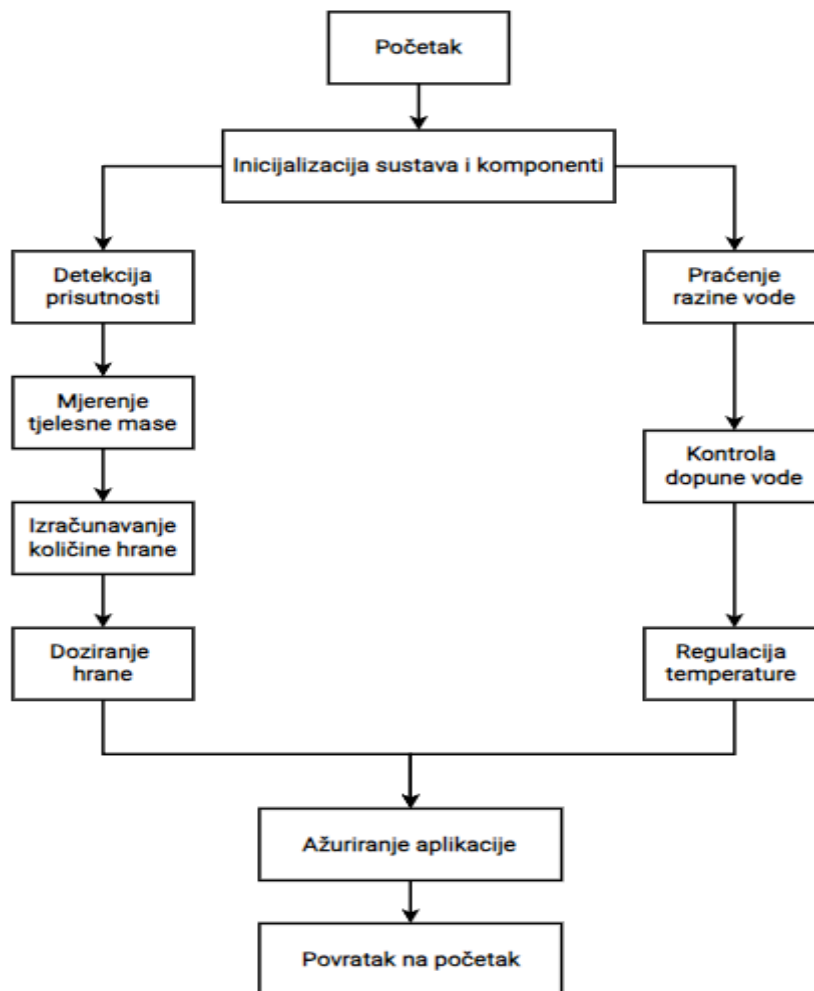 Početak
Inicijalizacija sustava i komponenti
Detekcija
prisutnosti
Mjerenje
tjelesne mase
Izračunavanje
količine hrane
Doziranje
hrane
Praćenje
razine vode
Kontrola
dopune vode
Regulacija
temperature
Ažuriranje aplikacije
Povratak na početak